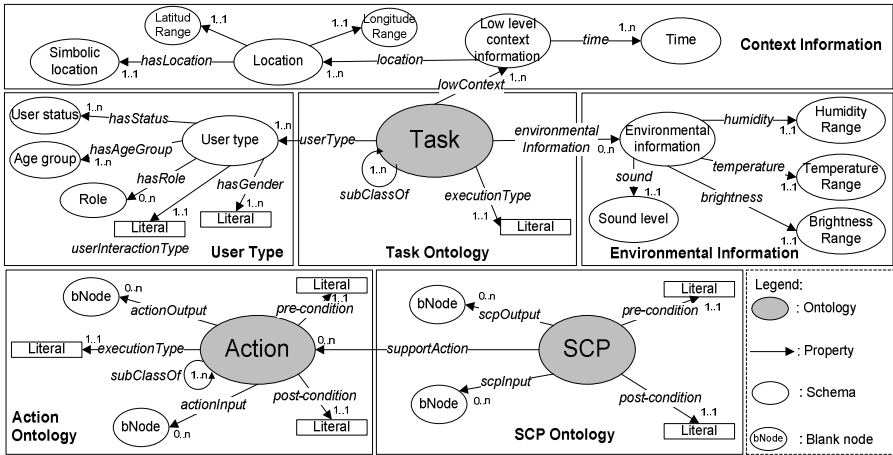 Latitud
Range
1..1
1..1
Longitude
Range
Low level
context
information
time
1..n
Time
Context Information
Simbolic
location
hasLocation
1..1
Location
location
1..n
lowContext
1..n
User status
1..n
hasStatus
User type
1..n
userType
Age group
hasAgeGroup
1..n
hasRole
Role
0..n
hasGender
1..n
Literal
1..1
Literal
userInteractionType
User Type
Task
1..n
subClassOf
executionType
1..1
Literal
Task Ontology
environmental
Information
0..n
Environmental
information
humidity
1..1
Humidity
Range
temperature
1..1
Temperature
Range
sound
1..1
Sound level
brightness
1..1
Brightness
Range
Environmental Information
bNode
0..n
actionOutput
Literal
1..1
pre-condition
Literal
1..1
executionType
Action
0..n
subClassOf
1..n
actionInput
bNode
0..n
post-condition
1..1
Literal
Action
Ontology
supportAction
bNode
0..n
scpOutput
Literal
1..1
pre-condition
SCP
scpInput
bNode
0..n
post-condition
1..1
Literal
SCP Ontology
Legend:
: Ontology
: Property
: Schema
bNode
: Blank node